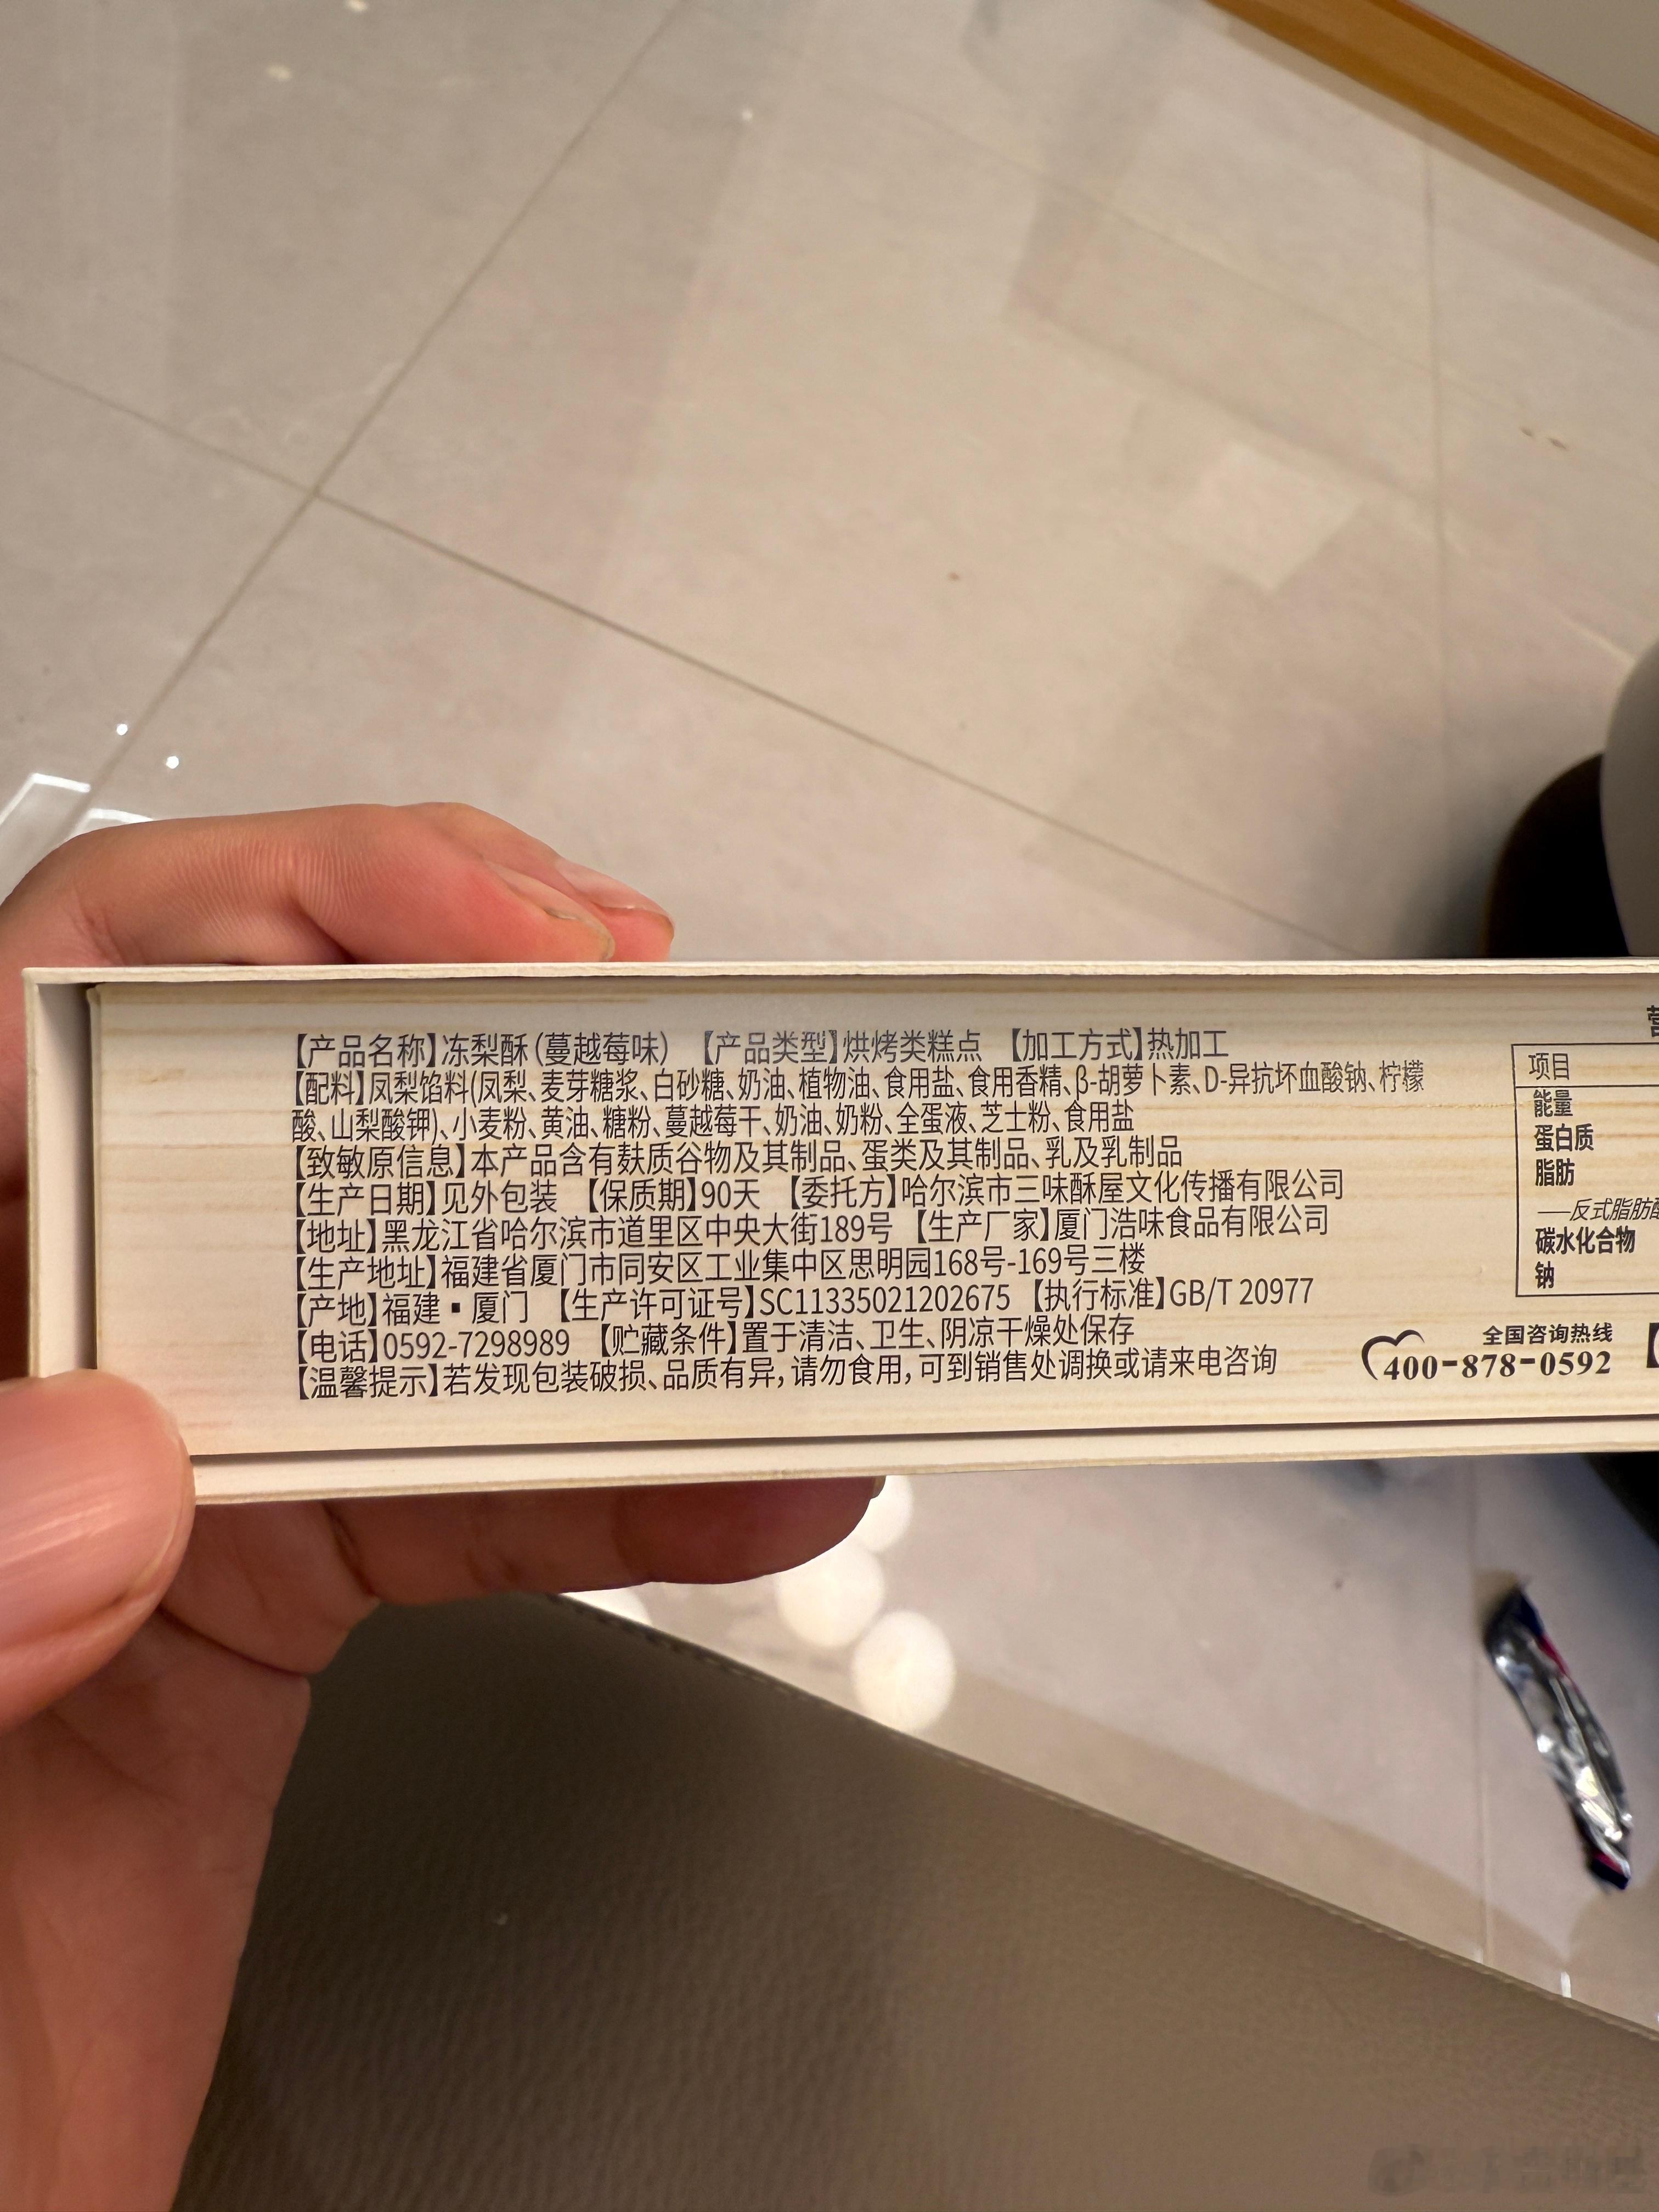 【产品名称】冻梨酥(蔓越莓味) 【产品类型】烘烤类糕点 【加工方式】热加工
【配料】凤梨馅料(凤梨、麦芽糖浆、白砂糖、奶油、植物油、食用盐、食用香精、β-胡萝卜素、D-异抗坏血酸钠、柠檬
酸、山梨酸钾)、小麦粉、黄油、糖粉、蔓越莓干、奶油、奶粉、全蛋液、芝士粉、食用盐
【致敏原信息】本产品含有麸质谷物及其制品、蛋类及其制品、乳及乳制品
【生产日期】见外包装 【保质期】90天 【委托方】哈尔滨市三味酥屋文化传播有限公司
【地址】黑龙江省哈尔滨市道里区中央大街189号 【生产厂家】厦门浩味食品有限公司
【生产地址】福建省厦门市同安区工业集中区思明园168号-169号三楼
【产地】福建▪厦门 【生产许可证号】SC11335021202675 【执行标准】GB/T 20977
【电话】0592-7298989 【贮藏条件】置于清洁、卫生、阴凉干燥处保存
【温馨提示】若发现包装破损、品质有异,请勿食用,可到销售处调换或请来电咨询
全国咨询热线
400-878-0592
项目
能量
蛋白质
脂肪
—反式脂肪
碳水化合物
钠